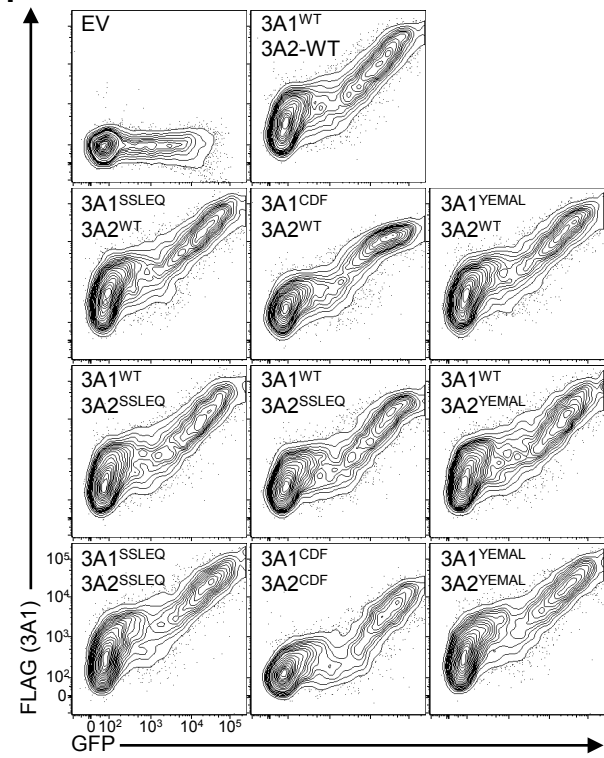 EV
3A1WT
3A2-WT
3A1SSLEQ
3A2WT
3A1CDF
3A2WT
3A1YEMAL
3A2WT
3A1WT
3A2SSLEQ
3A1WT
3A2SSLEQ
3A1WT
3A2YEMAL
3A1SSLEQ
3A2SSLEQ
3A1CDF
3A2CDF
3A1YEMAL
3A2YEMAL
105
104
103
102
0
0 102 103 104 105
FLAG (3A1)
GFP